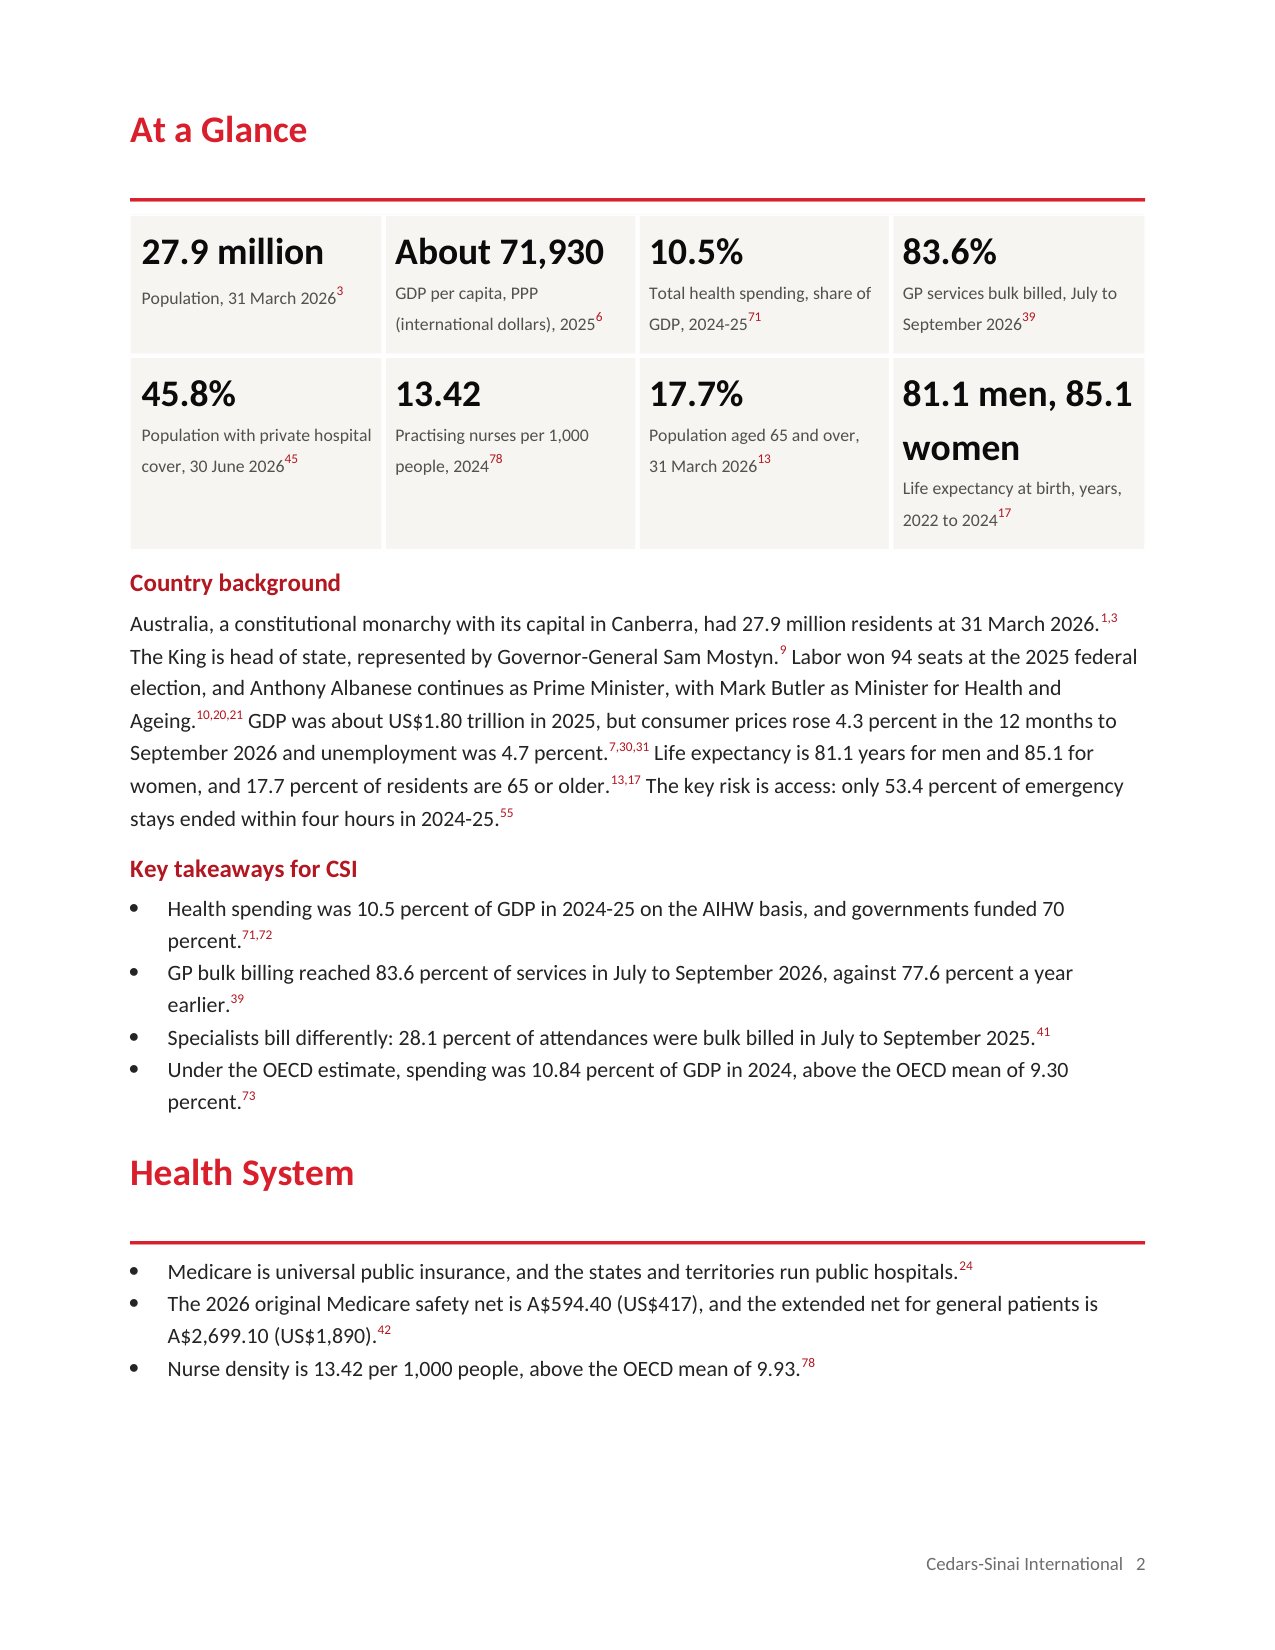 At a Glance
27.9 million
Population, 31 March 20263
About 71,930
GDP per capita, PPP
(international dollars), 20256
10.5%
Total health spending, share of
GDP, 2024-2571
83.6%
GP services bulk billed, July to
September 202639
45.8%
Population with private hospital
cover, 30 June 202645
13.42
Practising nurses per 1,000
people, 202478
17.7%
Population aged 65 and over,
31 March 202613
81.1 men, 85.1
women
Life expectancy at birth, years,
2022 to 202417
Country background
Australia, a constitutional monarchy with its capital in Canberra, had 27.9 million residents at 31 March 2026.1,3
The King is head of state, represented by Governor-General Sam Mostyn.9 Labor won 94 seats at the 2025 federal
election, and Anthony Albanese continues as Prime Minister, with Mark Butler as Minister for Health and
Ageing.10,20,21 GDP was about US$1.80 trillion in 2025, but consumer prices rose 4.3 percent in the 12 months to
September 2026 and unemployment was 4.7 percent.7,30,31 Life expectancy is 81.1 years for men and 85.1 for
women, and 17.7 percent of residents are 65 or older.13,17 The key risk is access: only 53.4 percent of emergency
stays ended within four hours in 2024-25.55
Key takeaways for CSI
• Health spending was 10.5 percent of GDP in 2024-25 on the AIHW basis, and governments funded 70
percent.71,72
• GP bulk billing reached 83.6 percent of services in July to September 2026, against 77.6 percent a year
earlier.39
• Specialists bill differently: 28.1 percent of attendances were bulk billed in July to September 2025.41
• Under the OECD estimate, spending was 10.84 percent of GDP in 2024, above the OECD mean of 9.30
percent.73
Health System
• Medicare is universal public insurance, and the states and territories run public hospitals.24
• The 2026 original Medicare safety net is A$594.40 (US$417), and the extended net for general patients is
A$2,699.10 (US$1,890).42
• Nurse density is 13.42 per 1,000 people, above the OECD mean of 9.93.78
Cedars-Sinai International 2